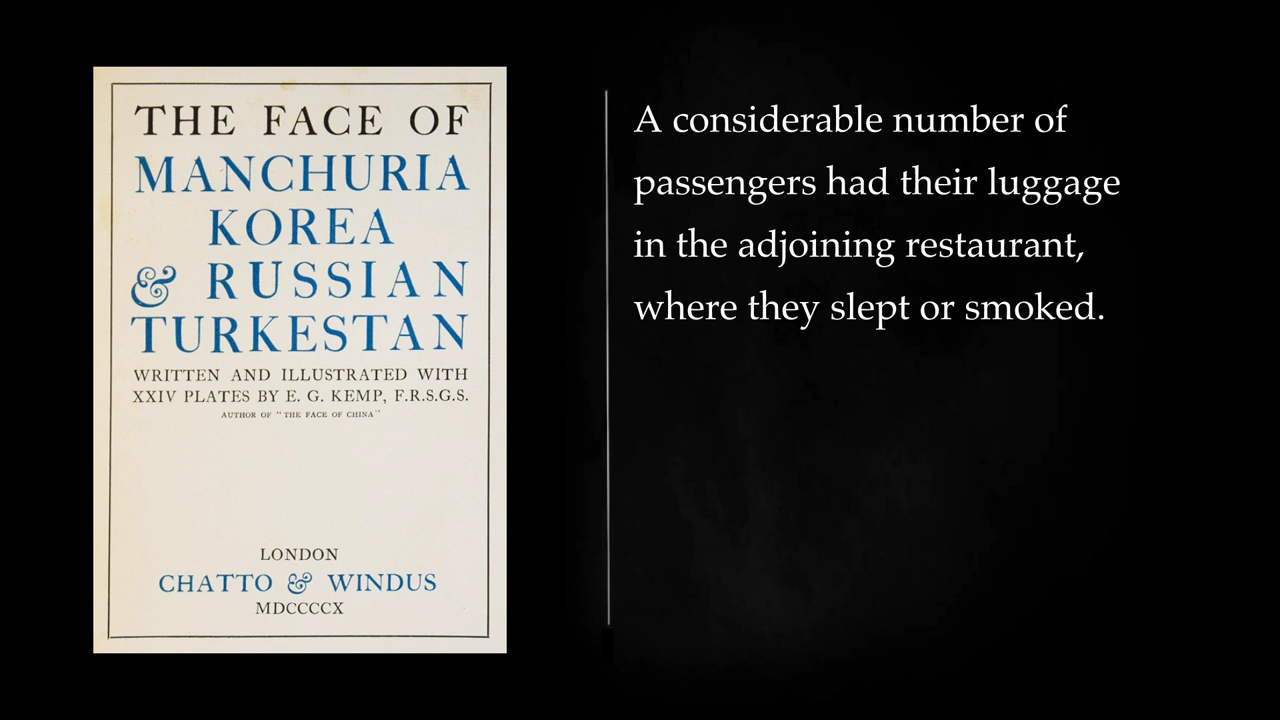 THE FACE OF
MANCHURIA
KOREA
& RUSSIAN
TURKESTAN
WRITTEN AND ILLUSTRATED WITH
XXIV PLATES BY E. G. KEMP, F.R.S.G.S.
AUTHOR OF "THE FACE OF CHINA"
LONDON
CHATTO & WINDUS
MDCCCCX
A considerable number of
passengers had their luggage
in the adjoining restaurant,
where they slept or smoked.